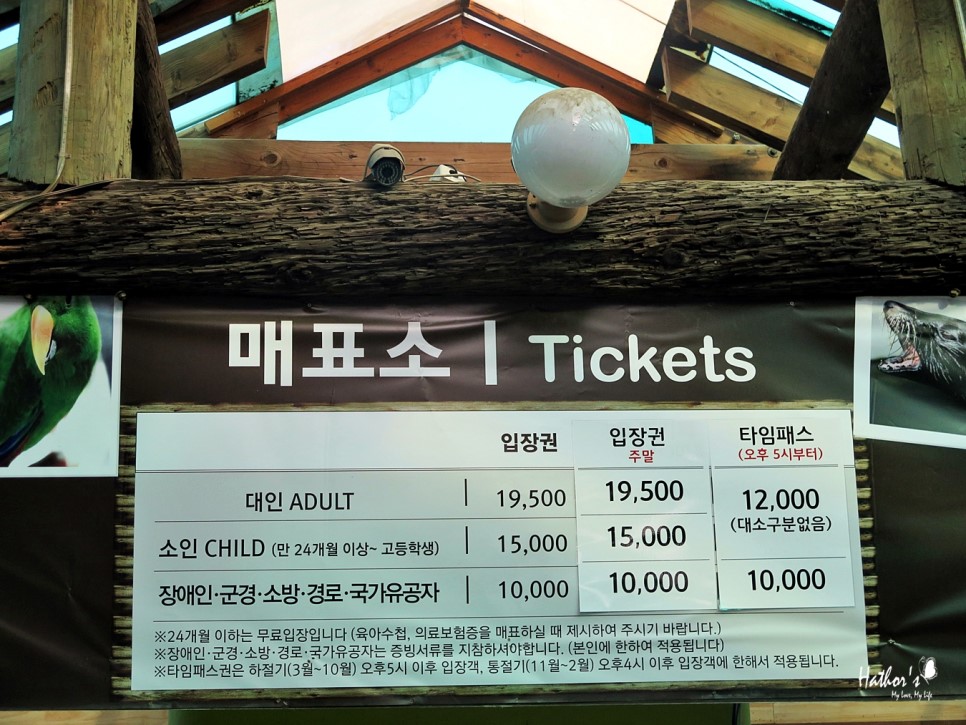 매표소 | Tickets
입장권 입장권 타임패스
주말 (오후 5시부터)
대인 ADULT | 19,500 19,500 12,000
(대소구분없음)
소인 CHILD (만 24개월 이상~ 고등학생) | 15,000 15,000
장애인·군경·소방·경로·국가유공자 | 10,000 10,000 10,000
※24개월 이하는 무료입장입니다 (육아수첩, 의료보험증을 매표하실 때 제시하여 주시기 바랍니다.)
※장애인·군경·소방·경로·국가유공자는 증빙서류를 지참하셔야합니다. (본인에 한하여 적용됩니다)
※타임패스권은 하절기(3월~10월) 오후5시 이후 입장객, 동절기(11월~2월) 오후4시 이후 입장객에 한해서 적용됩니다.
Hathor's
My Love, My Life